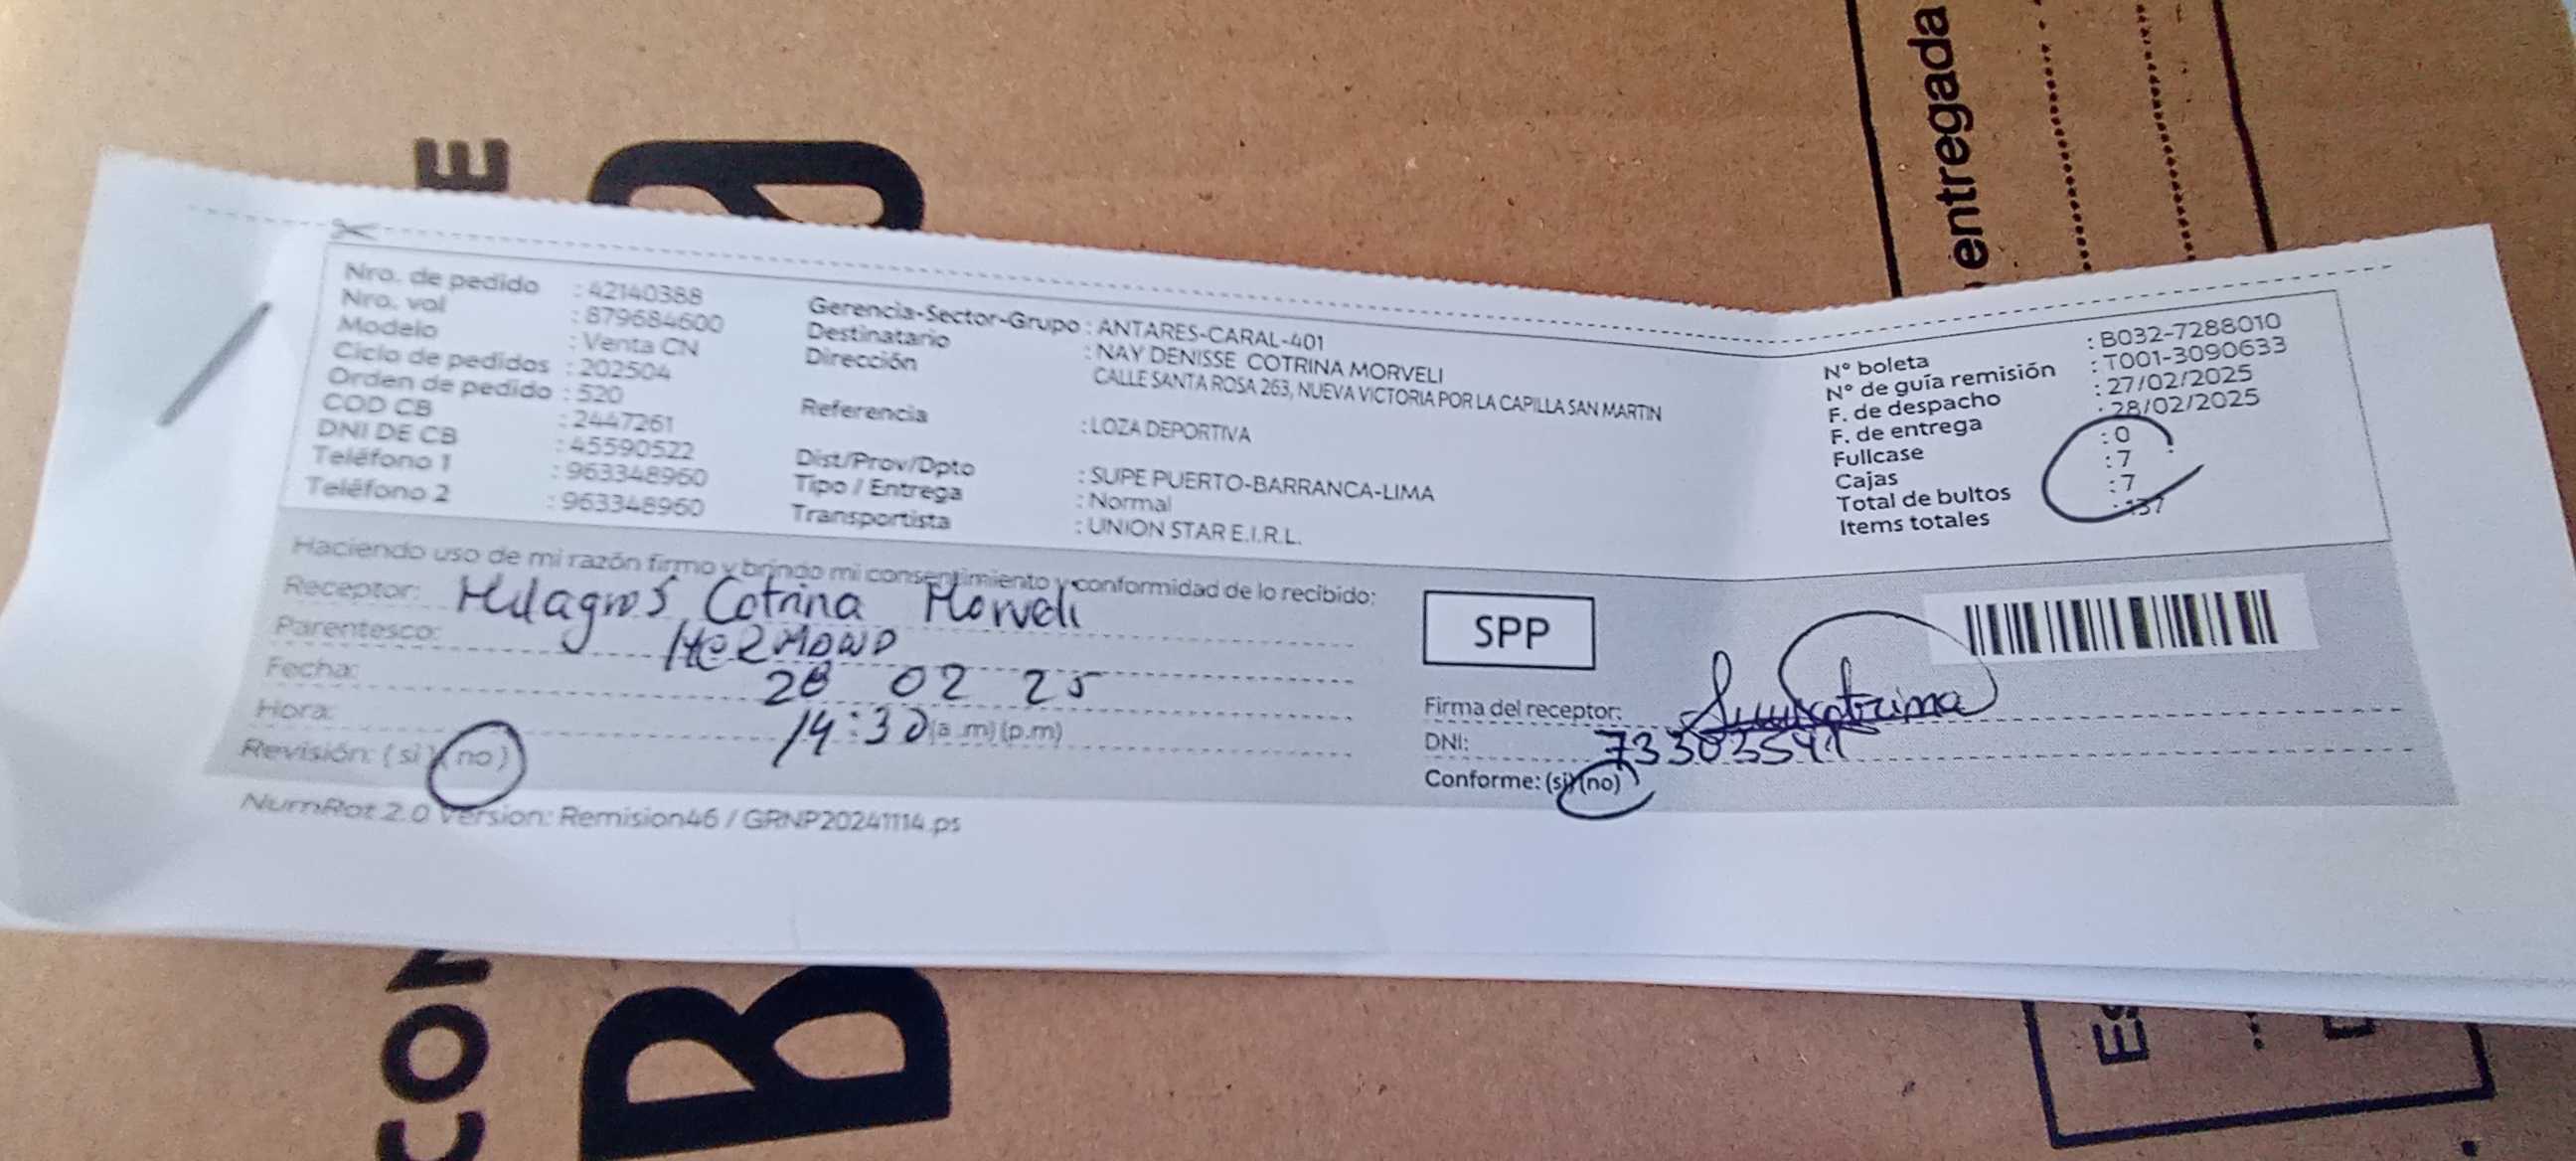 entregada
Nro. de pedido : 42140388
Nro. val : 879684600
Modelo : Venta CN
Ciclo de pedidos : 202504
Orden de pedido : 520
COD CB : 2447261
DNI DE CB : 45590522
Teléfono 1 : 963348960
Teléfono 2 : 963348960
Gerencia-Sector-Grupo : ANTARES-CARAL-401
Destinatario : NAY DENISSE COTRINA MORVELI
Dirección : CALLE SANTA ROSA 263, NUEVA VICTORIA POR LA CAPILLA SAN MARTIN
Referencia : LOZA DEPORTIVA
Dist/Prov/Dpto : SUPE PUERTO-BARRANCA-LIMA
Tipo / Entrega : Normal
Transportista : UNION STAR E.I.R.L.
N° boleta : B032-7288010
N° de guía remisión : T001-3090633
F. de despacho : 27/02/2025
F. de entrega : 28/02/2025
Fullcase : 0
Cajas : 7
Total de bultos : 7
Items totales : 137
Haciendo uso de mi razón firmo y brindo mi consentimiento y conformidad de lo recibido:
Receptor: Milagros Cotrina Morveli
Parentesco: HERMANO
Fecha: 28 02 25
Hora: 14:30 (a.m) (p.m)
Revisión: (si) (no)
SPP
Firma del receptor:
DNI: 73303541
Conforme: (si) (no)
NumRot 2.0 Version: Remision46 / GRNP20241114.ps